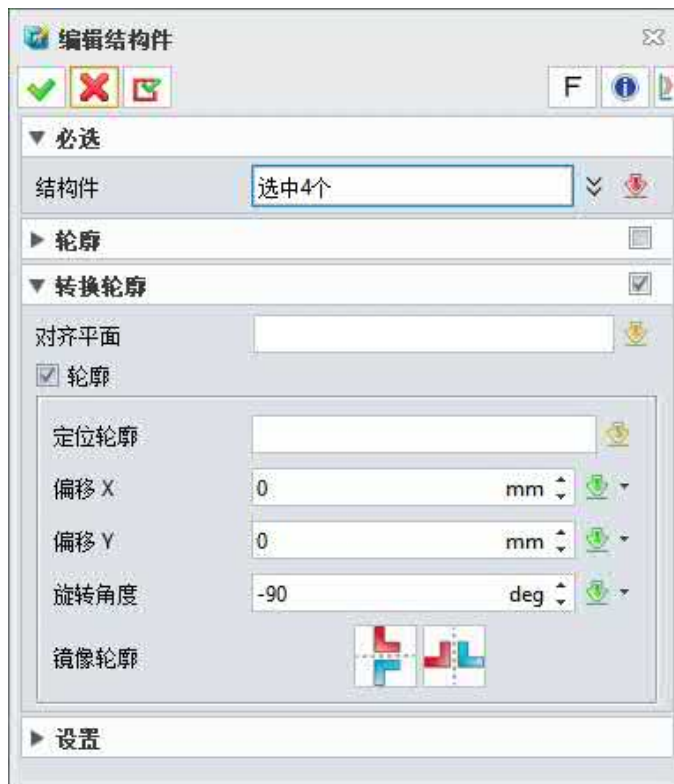 编辑结构件
F
必选
结构件 选中4个
轮廓
转换轮廓
对齐平面
轮廓
定位轮廓
偏移 X 0 mm
偏移 Y 0 mm
旋转角度 -90 deg
镜像轮廓
设置